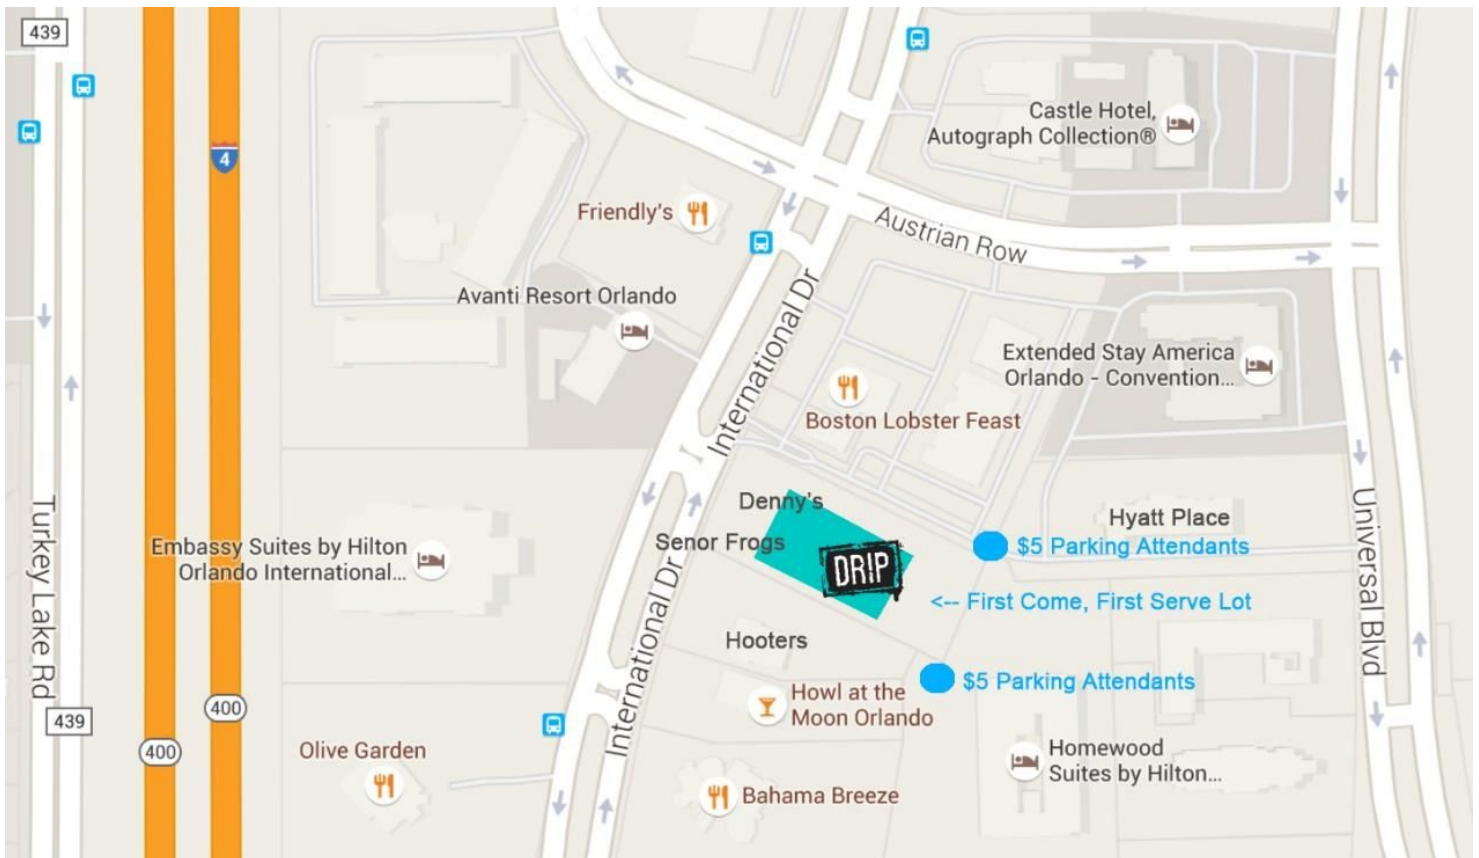 439
4
Castle Hotel,
Autograph Collection®
Friendly's
Austrian Row
Avanti Resort Orlando
International Dr
Extended Stay America
Orlando - Convention...
Boston Lobster Feast
Denny's
Hyatt Place
Senor Frogs
$5 Parking Attendants
Embassy Suites by Hilton
Orlando International...
DRIP
<-- First Come, First Serve Lot
Turkey Lake Rd
International Dr
Universal Blvd
Hooters
$5 Parking Attendants
Howl at the
Moon Orlando
400
439
400
Olive Garden
Homewood
Suites by Hilton...
Bahama Breeze